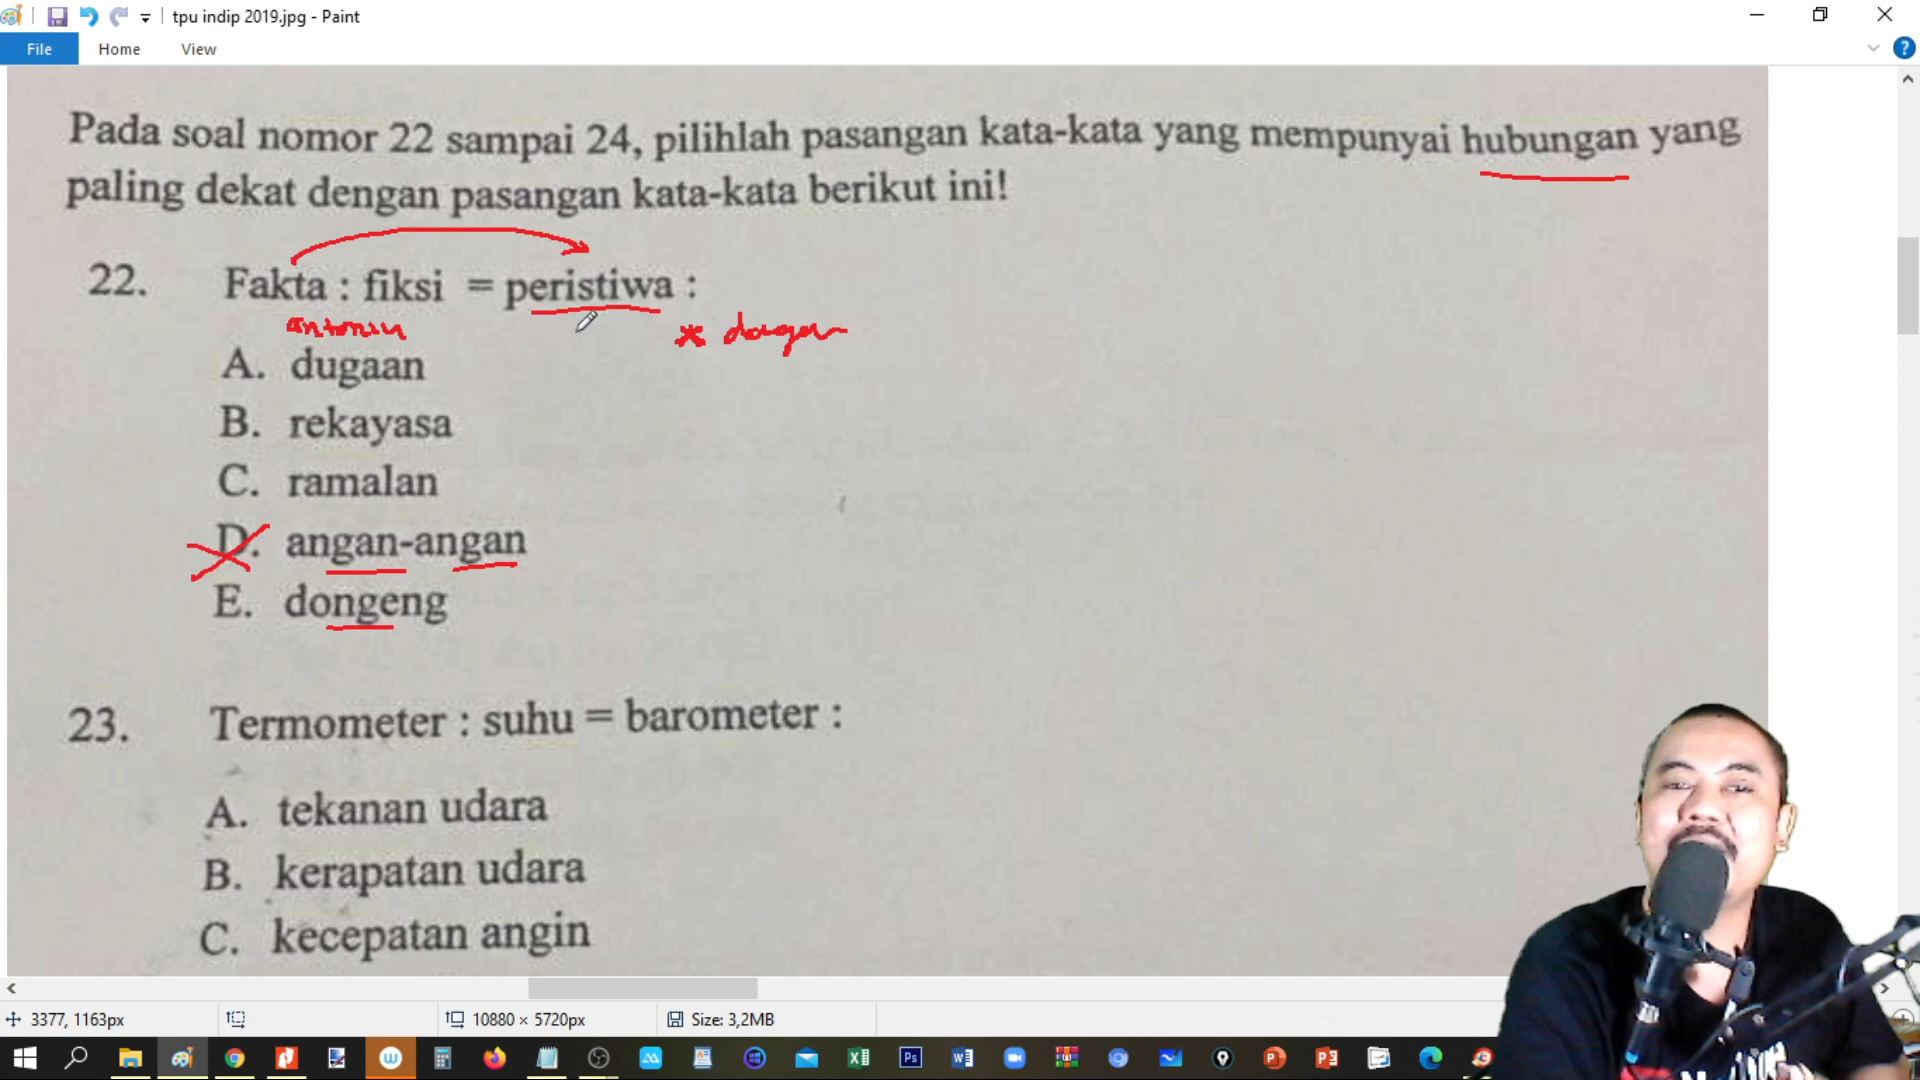 tpu indip 2019.jpg - Paint
File Home View
Pada soal nomor 22 sampai 24, pilihlah pasangan kata-kata yang mempunyai hubungan yang
paling dekat dengan pasangan kata-kata berikut ini!
22. Fakta : fiksi = peristiwa :
A. dugaan
B. rekayasa
C. ramalan
D. angan-angan
E. dongeng
23. Termometer : suhu = barometer :
A. tekanan udara
B. kerapatan udara
C. kecepatan angin
3377, 1163px
10880 × 5720px
Size: 3,2MB